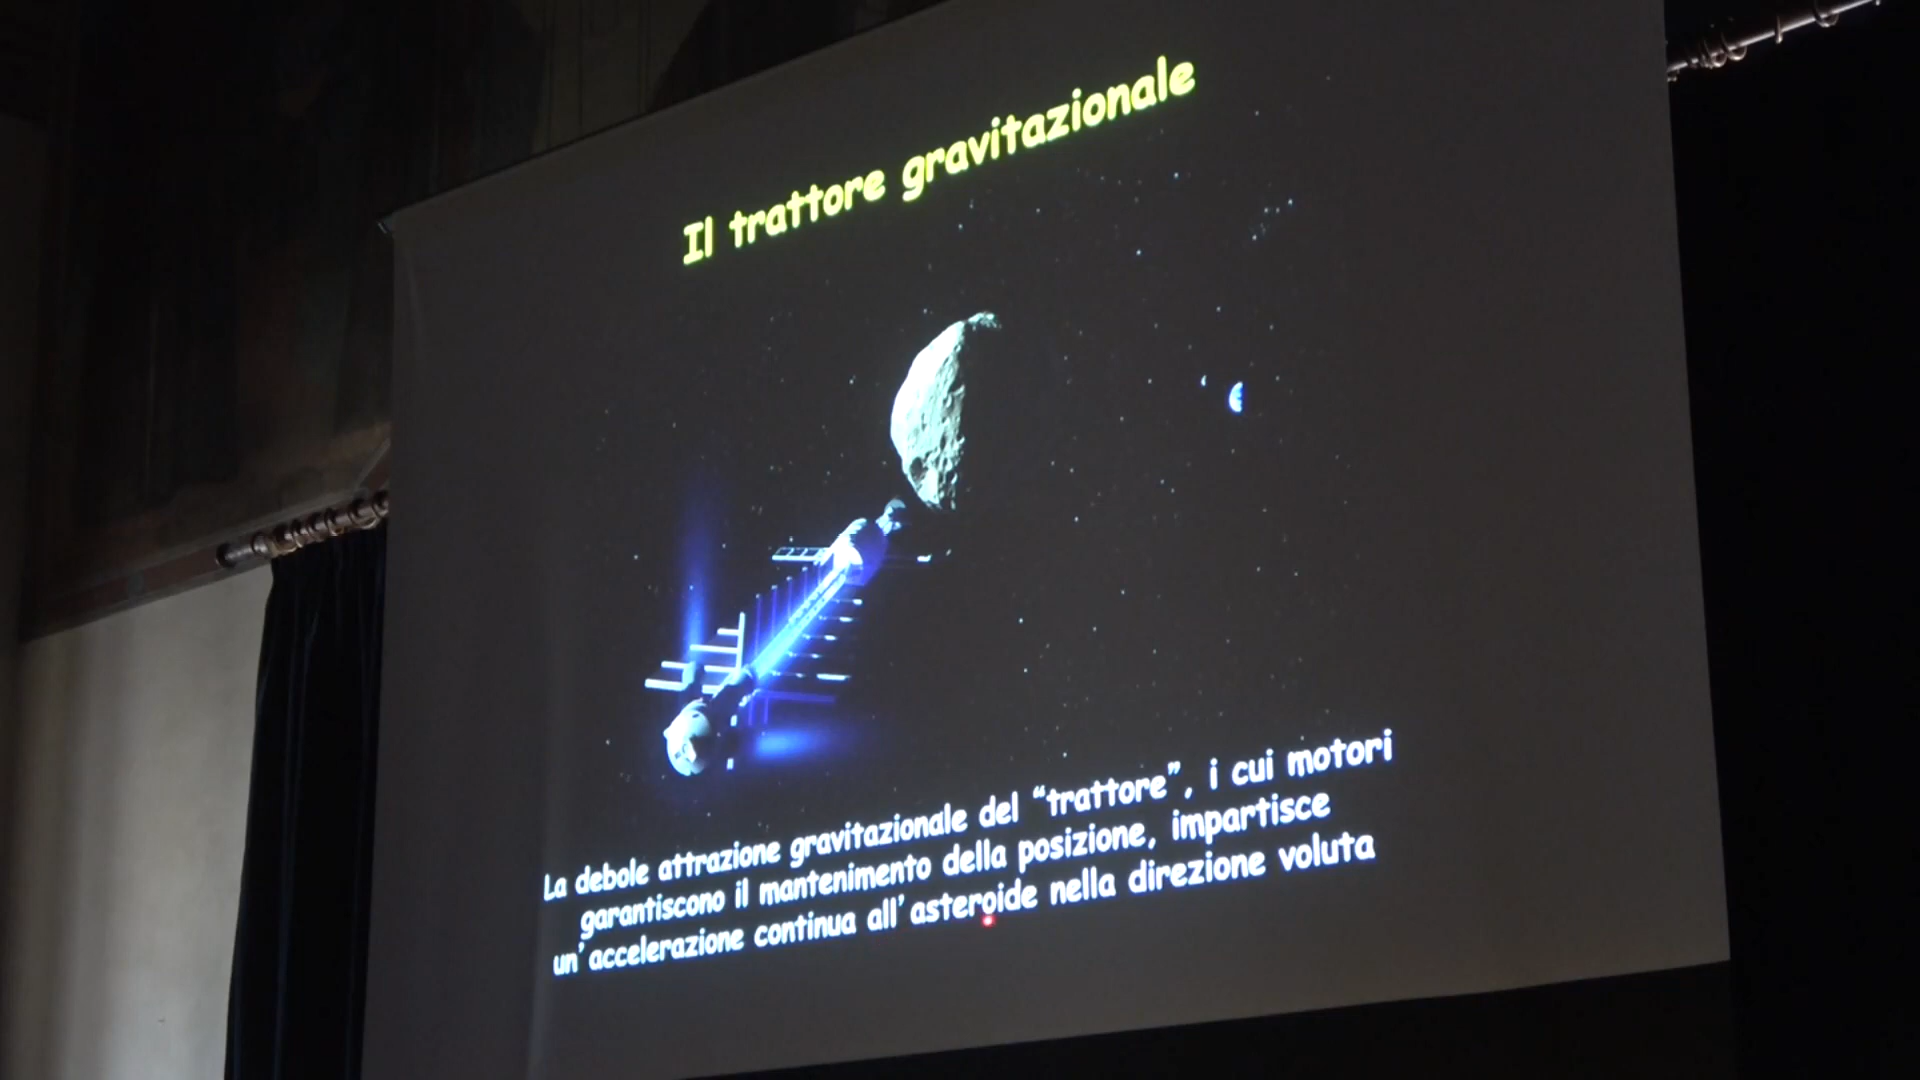 Il trattore gravitazionale
La debole attrazione gravitazionale del “trattore”, i cui motori
garantiscono il mantenimento della posizione, impartisce
un’accelerazione continua all’asteroide nella direzione voluta